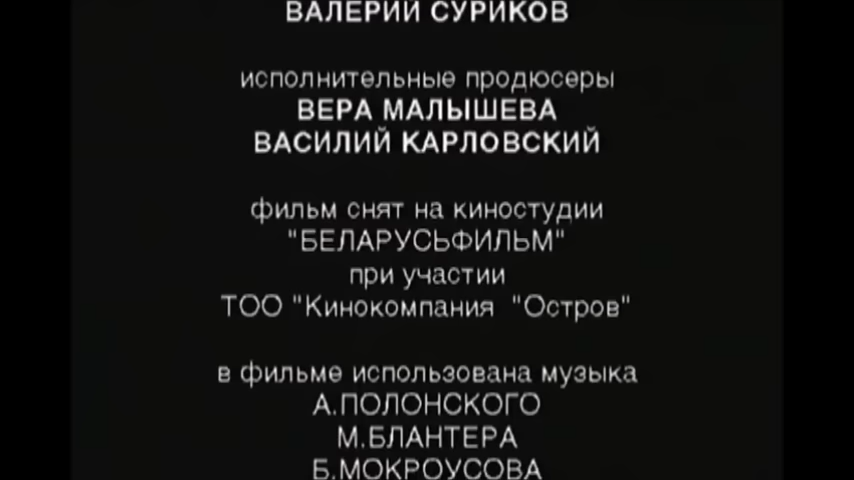 ВАЛЕРИЙ СУРИКОВ
исполнительные продюсеры
ВЕРА МАЛЫШЕВА
ВАСИЛИЙ КАРЛОВСКИЙ
фильм снят на киностудии
"БЕЛАРУСЬФИЛЬМ"
при участии
ТОО "Кинокомпания "Остров"
в фильме использована музыка
А.ПОЛОНСКОГО
М.БЛАНТЕРА
Б.МОКРОУСОВА